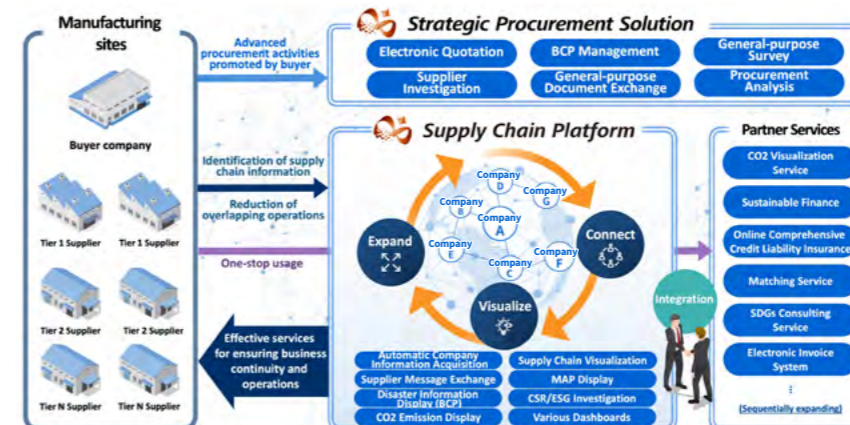 Manufacturing
sites
Buyer company
Tier 1 Supplier
Tier 1 Supplier
Tier 2 Supplier
Tier 2 Supplier
Tier N Supplier
Tier N Supplier
Advanced
procurement activities
promoted by buyer
Identification of supply
chain information
Reduction of
overlapping operations
One-stop usage
Effective services
for ensuring business
continuity and
operations
Strategic Procurement Solution
Electronic Quotation
BCP Management
General-purpose
Survey
Supplier
Investigation
General-purpose
Document Exchange
Procurement
Analysis
Supply Chain Platform
Expand
Connect
Visualize
Company
D
Company
G
Company
B
Company
A
Company
E
Company
F
Company
C
Automatic Company
Information Acquisition
Supply Chain Visualization
Supplier Message Exchange
MAP Display
Disaster Information
Display (BCP)
CSR/ESG Investigation
CO2 Emission Display
Various Dashboards
Integration
Partner Services
CO2 Visualization
Service
Sustainable Finance
Online Comprehensive
Credit Liability Insurance
Matching Service
SDGs Consulting
Service
Electronic Invoice
System
⋮
(Sequentially expanding)